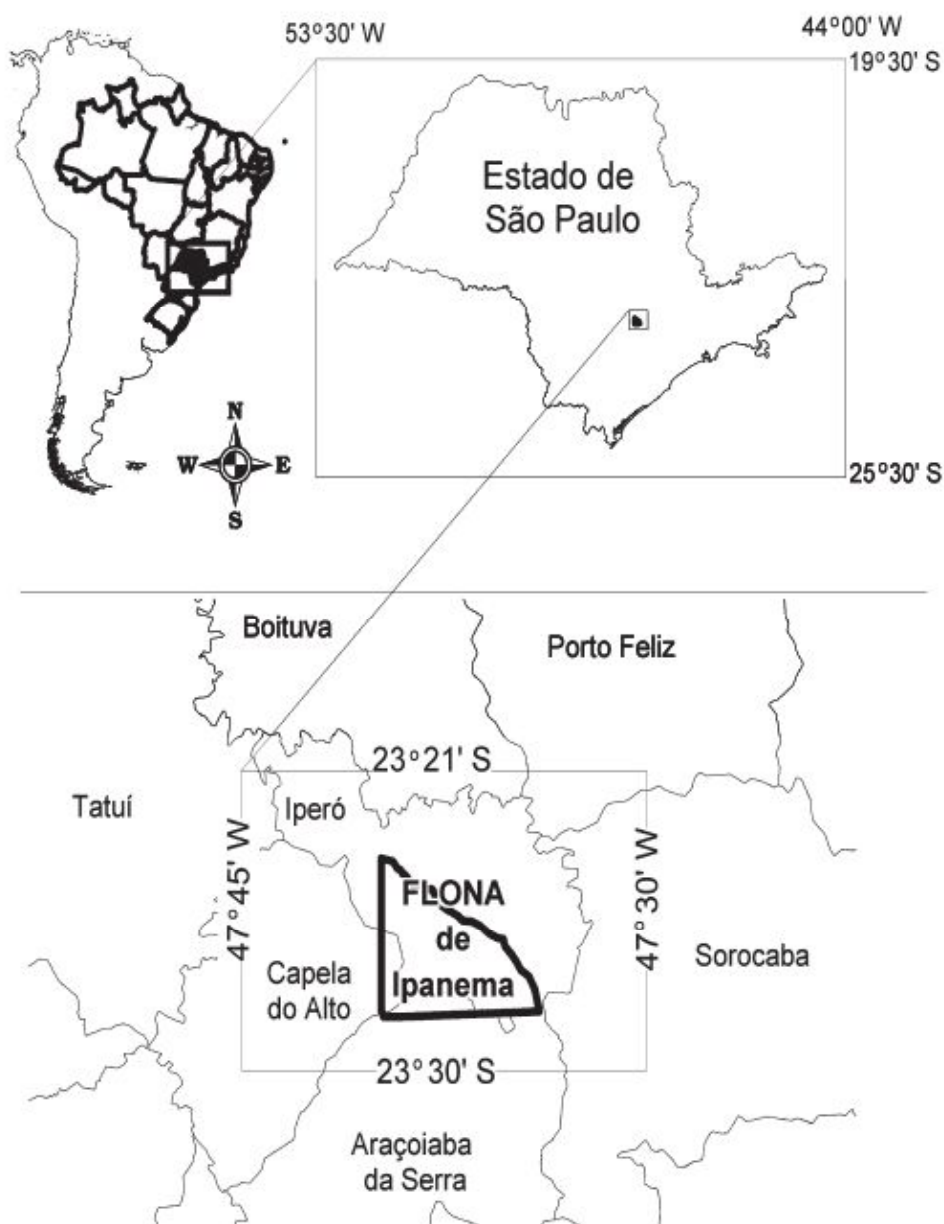 53°30' W
44°00' W
19°30' S
Estado de
São Paulo
N
W
E
S
25°30' S
Boituva
Porto Feliz
23°21' S
Tatuí
Iperó
47°45' W
47°30' W
FLONA
de
Ipanema
Capela
do Alto
Sorocaba
23°30' S
Araçoiaba
da Serra